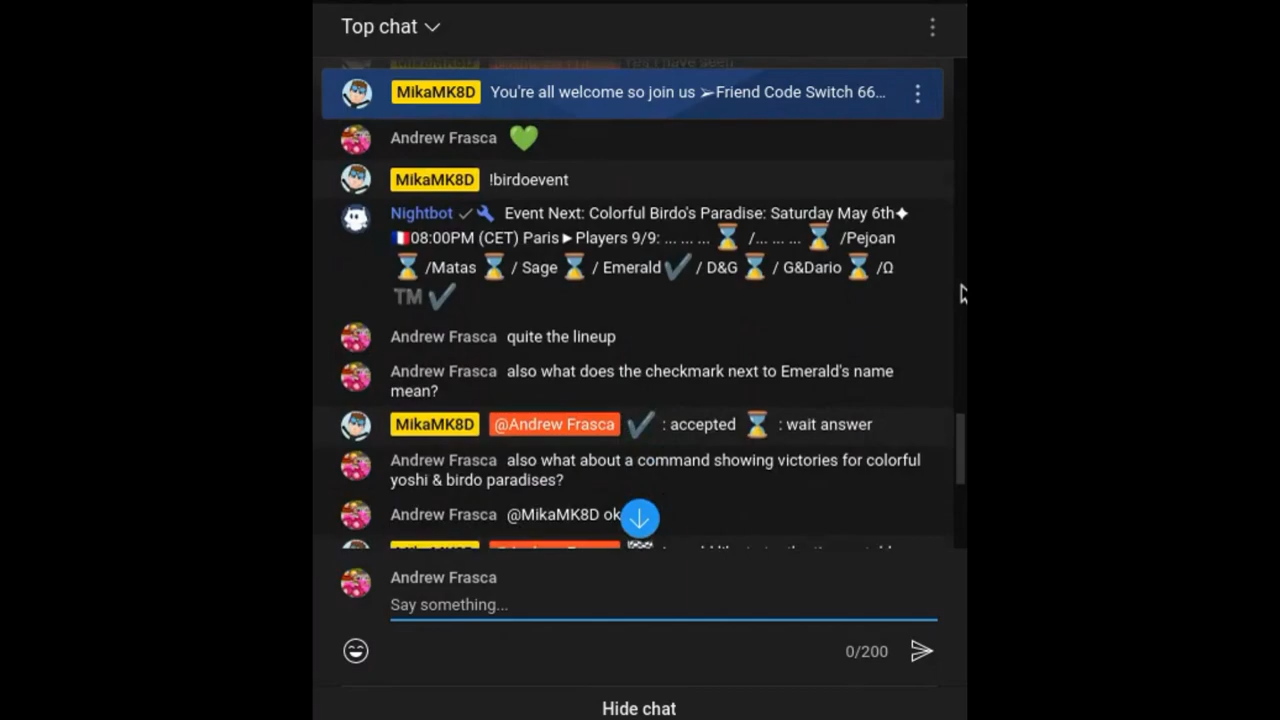 Top chat
Yes I have seen
MikaMK8D You're all welcome so join us ➢Friend Code Switch 66...
Andrew Frasca 💚
MikaMK8D !birdoevent
Nightbot Event Next: Colorful Birdo's Paradise: Saturday May 6th✦
🇫🇷08:00PM (CET) Paris►Players 9/9: ... ... ... ⌛ /... ... ... ⌛ /Pejoan
⌛ /Matas ⌛ / Sage ⌛ / Emerald✔️ / D&G ⌛ / G&Dario ⌛ /Ω
™️ ✔️
Andrew Frasca quite the lineup
Andrew Frasca also what does the checkmark next to Emerald's name
mean?
MikaMK8D @Andrew Frasca ✔️ : accepted ⌛ : wait answer
Andrew Frasca also what about a command showing victories for colorful
yoshi & birdo paradises?
Andrew Frasca @MikaMK8D ok
Andrew Frasca
Say something...
0/200
Hide chat